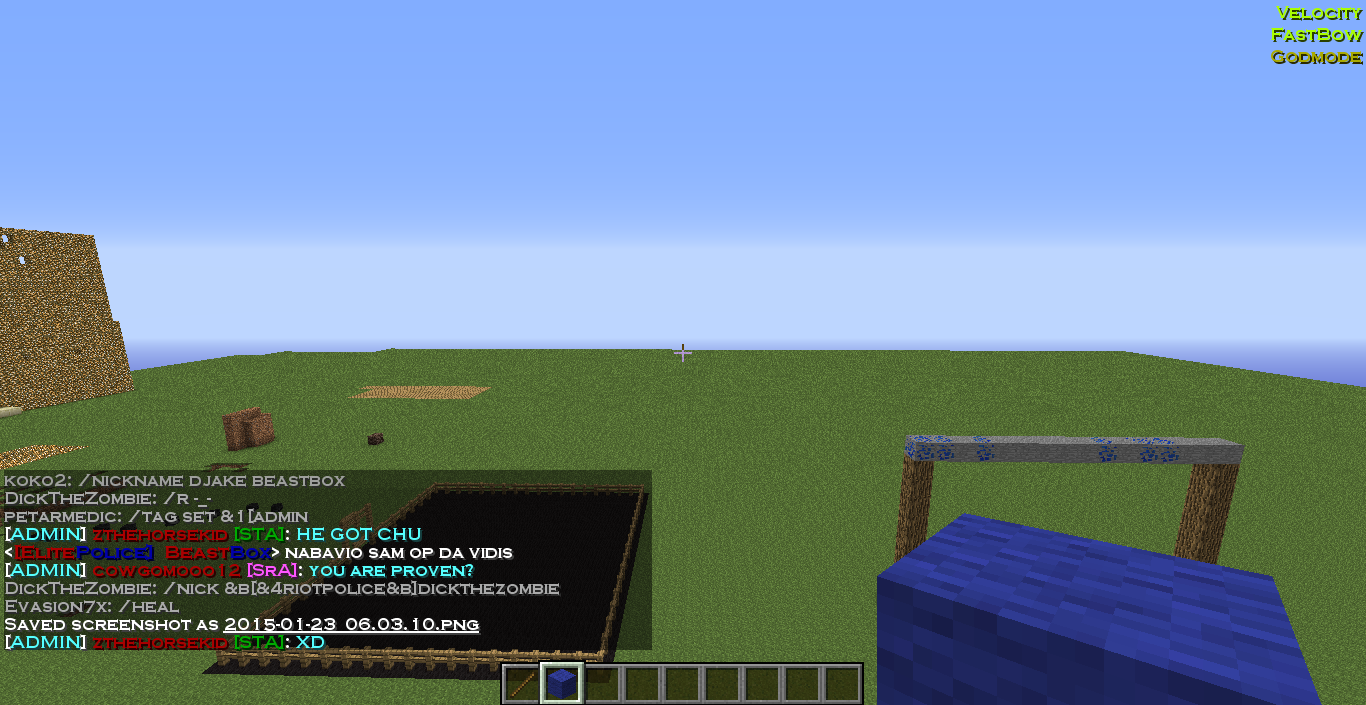 Velocity
FastBow
Godmode
koko2: /nickname djake beastbox
DickTheZombie: /r -_-
petarmedic: /tag set &1[admin
[ADMIN] zthehorsekid [STA]: HE GOT CHU
<[ElitePolice] BeastBox> nabavio sam op da vidis
[ADMIN] cowgomooo12 [SrA]: you are proven?
DickTheZombie: /nick &b[&4riotpolice&b]dickthezombie
Evasion7x: /heal
Saved screenshot as 2015-01-23_06.03.10.png
[ADMIN] zthehorsekid [STA]: XD